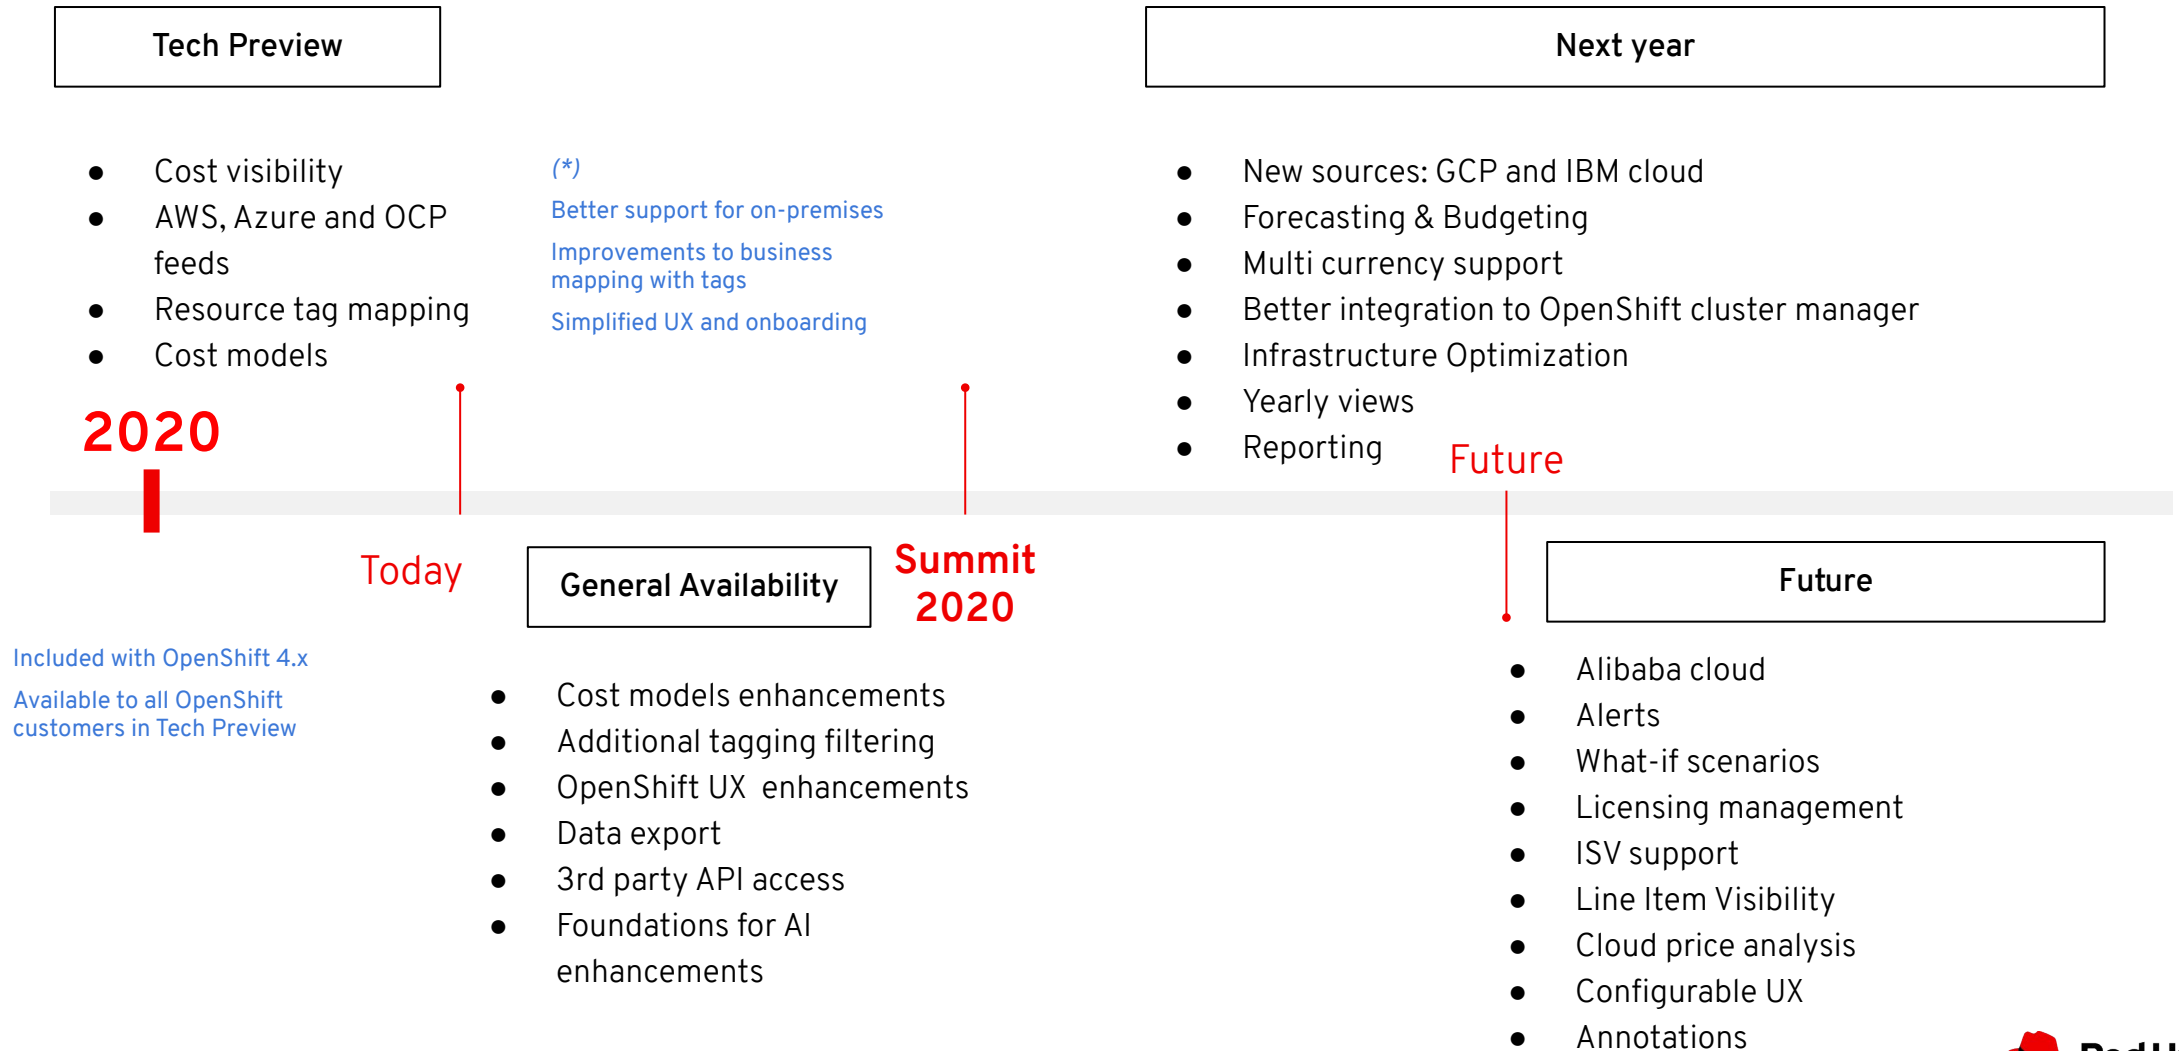 Tech Preview
● Cost visibility
● AWS, Azure and OCP
feeds
● Resource tag mapping
● Cost models
(*)
Better support for on-premises
Improvements to business
mapping with tags
Simplified UX and onboarding
Next year
● New sources: GCP and IBM cloud
● Forecasting & Budgeting
● Multi currency support
● Better integration to OpenShift cluster manager
● Infrastructure Optimization
● Yearly views
● Reporting
2020
Today
Summit
2020
Future
Included with OpenShift 4.x
Available to all OpenShift
customers in Tech Preview
General Availability
● Cost models enhancements
● Additional tagging filtering
● OpenShift UX  enhancements
● Data export
● 3rd party API access
● Foundations for AI
enhancements
Future
● Alibaba cloud
● Alerts
● What-if scenarios
● Licensing management
● ISV support
● Line Item Visibility
● Cloud price analysis
● Configurable UX
● Annotations